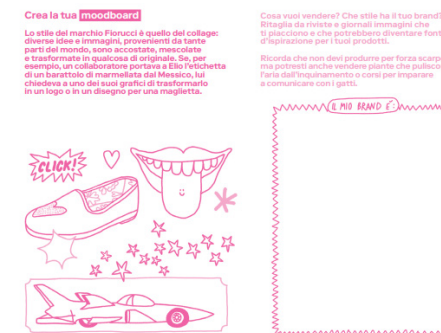 Crea la tua moodboard
Lo stile del marchio Fiorucci è quello del collage:
diverse idee e immagini, provenienti da tante
parti del mondo, sono accostate, mescolate
e trasformate in qualcosa di originale. Se, per
esempio, un collaboratore portava a Elio l'etichetta
di un barattolo di marmellata dal Messico, lui
chiedeva a uno dei suoi grafici di trasformarlo
in un logo o in un disegno per una maglietta.
CLICK!
Cosa vuoi vendere? Che stile ha il tuo brand?
Ritaglia da riviste e giornali immagini che
ti piacciono e che potrebbero diventare
d'ispirazione per i tuoi prodotti.
Ricorda che non devi produrre per forza
ma potresti anche vendere piante che
l'aria dall'inquinamento o corsi per imparare
a comunicare con i gatti.
IL MIO BRAND È: